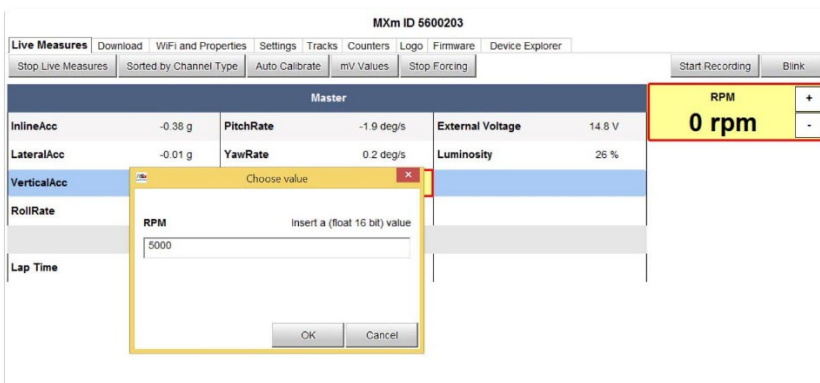 MXm ID 5600203
Live Measures Download WiFi and Properties Settings Tracks Counters Logo Firmware Device Explorer
Stop Live Measures Sorted by Channel Type Auto Calibrate mV Values Stop Forcing Start Recording Blink
Master
RPM +
0 rpm -
InlineAcc -0.38 g PitchRate -1.9 deg/s External Voltage 14.8 V
LateralAcc -0.01 g YawRate 0.2 deg/s Luminosity 26 %
VerticalAcc
Choose value x
RollRate
RPM Insert a (float 16 bit) value
5000
Lap Time
OK Cancel